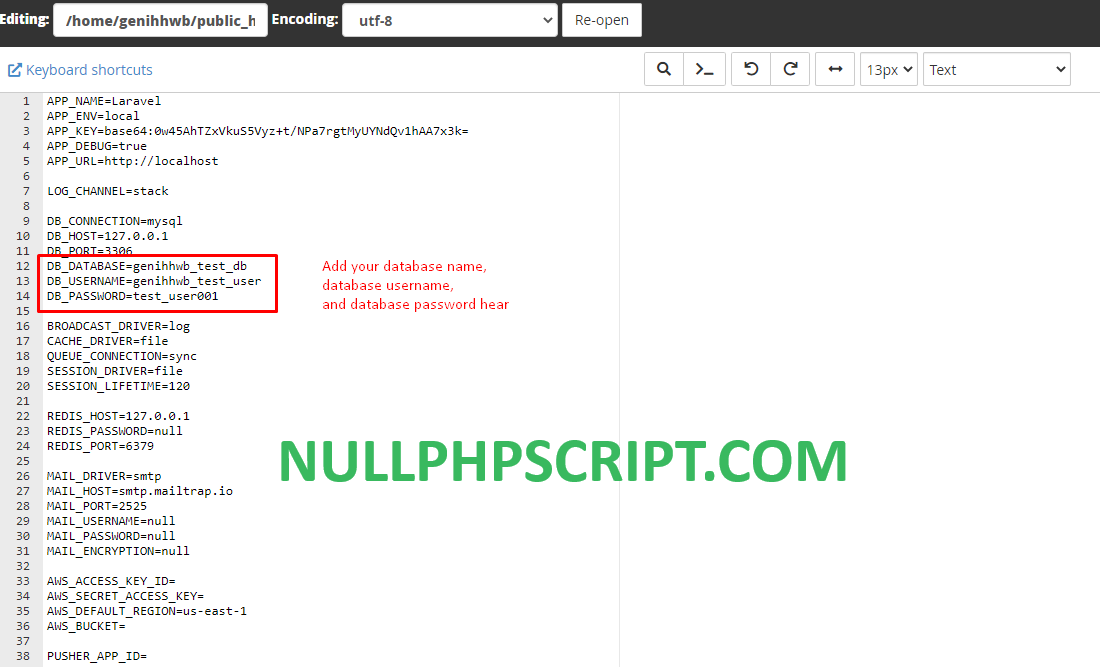 Editing: /home/genihhwb/public_h Encoding: utf-8 Re-open
Keyboard shortcuts 13px Text
1 APP_NAME=Laravel
2 APP_ENV=local
3 APP_KEY=base64:0w45AhTZxVkuS5Vyz+t/NPa7rgtMyUYNdQv1hAA7x3k=
4 APP_DEBUG=true
5 APP_URL=http://localhost
6
7 LOG_CHANNEL=stack
8
9 DB_CONNECTION=mysql
10 DB_HOST=127.0.0.1
11 DB_PORT=3306
12 DB_DATABASE=genihhwb_test_db
13 DB_USERNAME=genihhwb_test_user
14 DB_PASSWORD=test_user001
Add your database name,
database username,
and database password hear
15
16 BROADCAST_DRIVER=log
17 CACHE_DRIVER=file
18 QUEUE_CONNECTION=sync
19 SESSION_DRIVER=file
20 SESSION_LIFETIME=120
21
22 REDIS_HOST=127.0.0.1
23 REDIS_PASSWORD=null
24 REDIS_PORT=6379
NULLPHPSCRIPT.COM
25
26 MAIL_DRIVER=smtp
27 MAIL_HOST=smtp.mailtrap.io
28 MAIL_PORT=2525
29 MAIL_USERNAME=null
30 MAIL_PASSWORD=null
31 MAIL_ENCRYPTION=null
32
33 AWS_ACCESS_KEY_ID=
34 AWS_SECRET_ACCESS_KEY=
35 AWS_DEFAULT_REGION=us-east-1
36 AWS_BUCKET=
37
38 PUSHER_APP_ID=